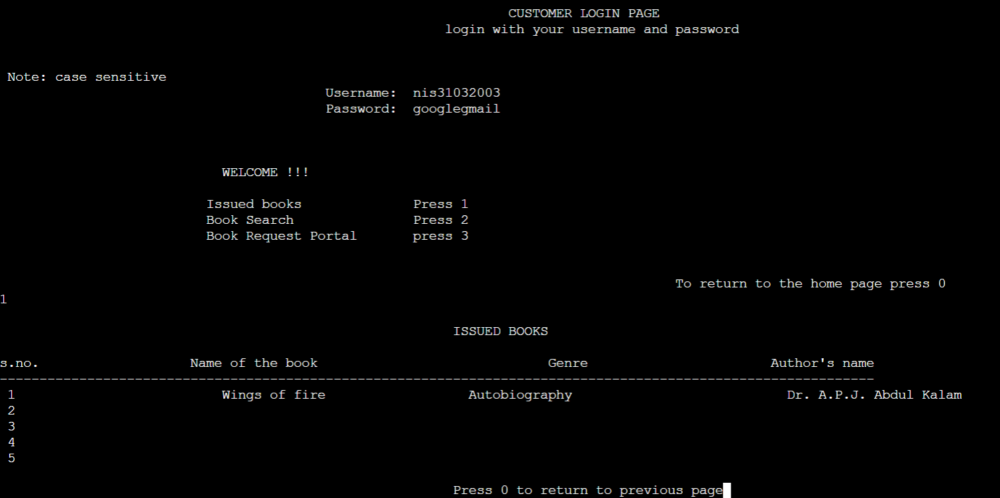 CUSTOMER LOGIN PAGE
login with your username and password
Note: case sensitive
Username: nis31032003
Password: googlegmail
WELCOME !!!
Issued books Press 1
Book Search Press 2
Book Request Portal press 3
To return to the home page press 0
1
ISSUED BOOKS
s.no. Name of the book Genre Author's name
--------------------------------------------------------------------------------------------------------------
1 Wings of fire Autobiography Dr. A.P.J. Abdul Kalam
2
3
4
5
Press 0 to return to previous page